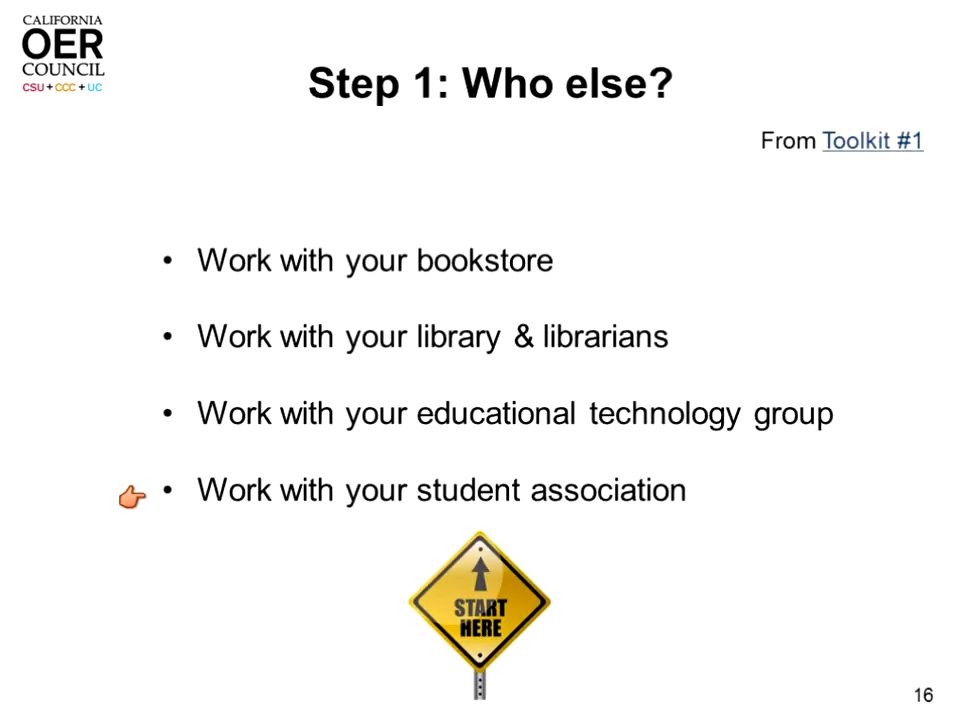 CALIFORNIA
OER
COUNCIL
CSU + CCC + UC
Step 1: Who else?
From Toolkit #1
• Work with your bookstore
• Work with your library & librarians
• Work with your educational technology group
• Work with your student association
START
HERE
16